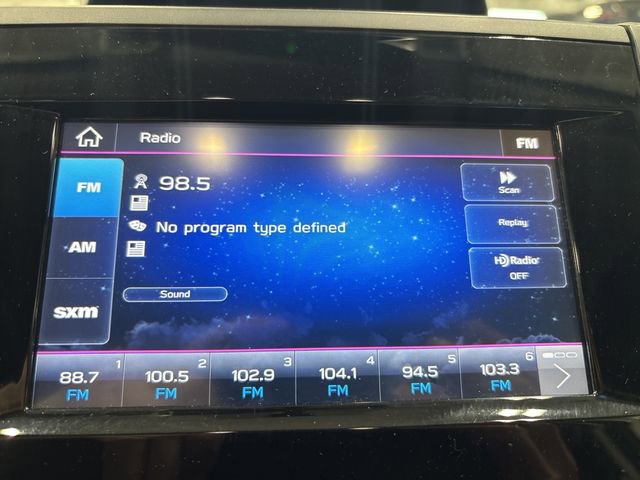 Radio
FM
FM
98.5
Scan
No program type defined
Replay
AM
HD Radio
OFF
Sound
sxm
1
88.7
FM
2
100.5
FM
3
102.9
FM
4
104.1
FM
5
94.5
FM
6
103.3
FM